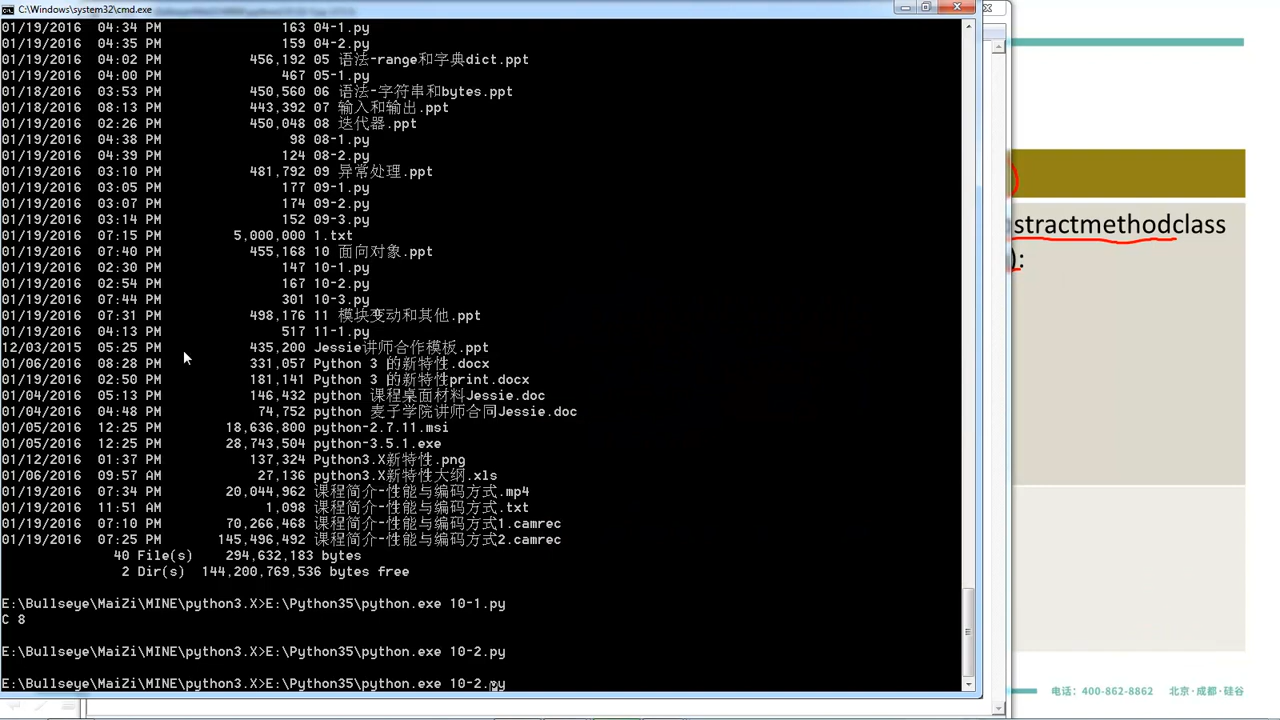 C:\Windows\system32\cmd.exe
01/19/2016 04:34 PM 163 04-1.py
01/19/2016 04:35 PM 245 04-2.py
01/19/2016 04:02 PM 456,192 05 语法-range和字典dict.ppt
01/19/2016 04:00 PM 467 05-1.py
01/18/2016 03:53 PM 450,560 06 语法-字符串和bytes.ppt
01/18/2016 08:13 PM 443,392 07 输入和输出.ppt
01/19/2016 02:26 PM 450,048 08 迭代器.ppt
01/19/2016 04:38 PM 98 08-1.py
01/19/2016 04:39 PM 124 08-2.py
01/19/2016 03:10 PM 481,792 09 异常处理.ppt
01/19/2016 03:05 PM 177 09-1.py
01/19/2016 03:07 PM 174 09-2.py
01/19/2016 03:14 PM 152 09-3.py
01/19/2016 07:15 PM 5,000,000 1.txt
01/19/2016 07:40 PM 455,168 10 面向对象.ppt
01/19/2016 02:30 PM 147 10-1.py
01/19/2016 02:54 PM 167 10-2.py
01/19/2016 07:44 PM 301 10-3.py
01/19/2016 07:31 PM 498,176 11 模块变动和其他.ppt
01/19/2016 04:13 PM 517 11-1.py
12/03/2015 05:25 PM 435,200 Jessie讲师合作模板.ppt
01/06/2016 08:28 PM 331,057 Python 3 的新特性.docx
01/19/2016 02:50 PM 181,141 Python 3 的新特性print.docx
01/04/2016 05:13 PM 146,432 python 课程桌面材料Jessie.doc
01/04/2016 04:48 PM 74,752 python 麦子学院讲师合同Jessie.doc
01/05/2016 12:25 PM 18,636,800 python-2.7.11.msi
01/05/2016 12:25 PM 28,743,504 python-3.5.1.exe
01/12/2016 01:37 PM 137,324 Python3.X新特性.png
01/06/2016 09:57 AM 27,136 python3.X新特性大纲.xls
01/19/2016 07:34 PM 20,044,962 课程简介-性能与编码方式.mp4
01/19/2016 11:51 AM 1,098 课程简介-性能与编码方式.txt
01/19/2016 07:10 PM 70,266,468 课程简介-性能与编码方式1.camrec
01/19/2016 07:25 PM 145,496,492 课程简介-性能与编码方式2.camrec
40 File(s) 294,632,183 bytes
2 Dir(s) 144,200,769,536 bytes free
E:\Bullseye\MaiZi\MINE\python3.X>E:\Python35\python.exe 10-1.py
C 8
E:\Bullseye\MaiZi\MINE\python3.X>E:\Python35\python.exe 10-2.py
E:\Bullseye\MaiZi\MINE\python3.X>E:\Python35\python.exe 10-2.py
)
stractmethodclass
):
电话：400-862-8862 北京·成都·硅谷